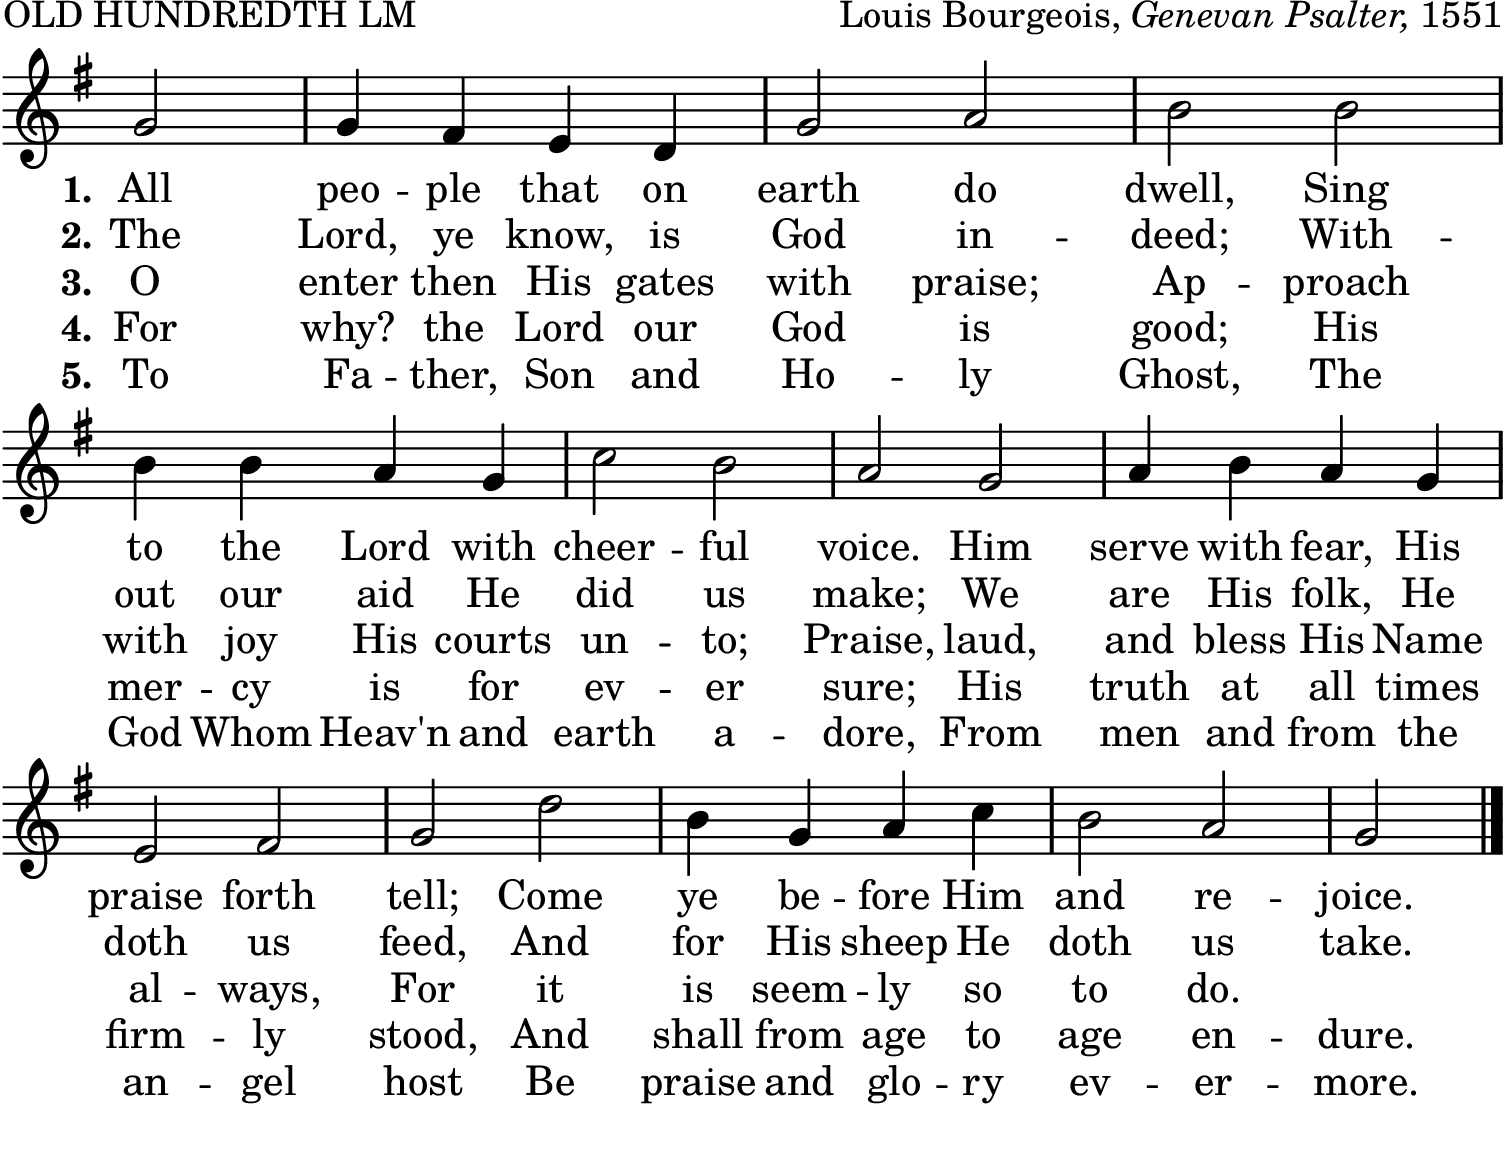 OLD HUNDREDTH LM Louis Bourgeois, Genevan Psalter, 1551
1. All peo -- ple that on earth do dwell, Sing
2. The Lord, ye know, is God in -- deed; With --
3. O enter then His gates with praise; Ap -- proach
4. For why? the Lord our God is good; His
5. To Fa -- ther, Son and Ho -- ly Ghost, The
to the Lord with cheer -- ful voice. Him serve with fear, His
out our aid He did us make; We are His folk, He
with joy His courts un -- to; Praise, laud, and bless His Name
mer -- cy is for ev -- er sure; His truth at all times
God Whom Heav'n and earth a -- dore, From men and from the
praise forth tell; Come ye be -- fore Him and re -- joice.
doth us feed, And for His sheep He doth us take.
al -- ways, For it is seem -- ly so to do.
firm -- ly stood, And shall from age to age en -- dure.
an -- gel host Be praise and glo -- ry ev -- er -- more.